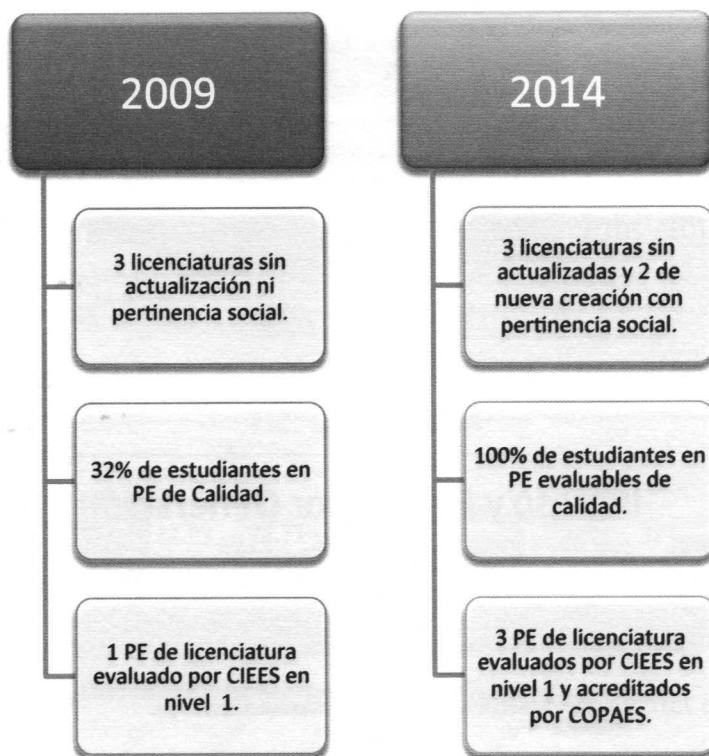 2009
3 licenciaturas sin
actualización ni
pertinencia social.
32% de estudiantes en
PE de Calidad.
1 PE de licenciatura
evaluado por CIEES en
nivel 1.
2014
3 licenciaturas sin
actualizadas y 2 de
nueva creación con
pertinencia social.
100% de estudiantes en
PE evaluables de
calidad.
3 PE de licenciatura
evaluados por CIEES en
nivel 1 y acreditados
por COPAES.